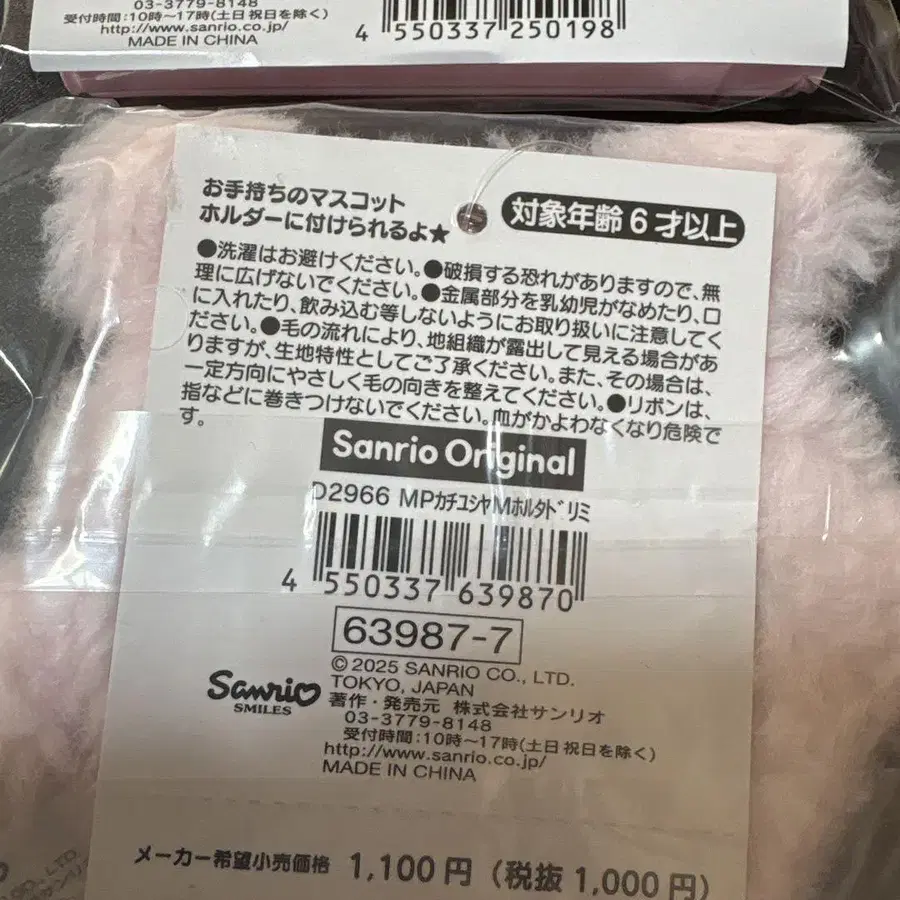 03-3779-8148
受付時間:10時〜17時(土日祝日を除く)
http://www.sanrio.co.jp/
MADE IN CHINA
4 550337 250198
お手持ちのマスコット
ホルダーに付けられるよ★
対象年齢6才以上
●洗濯はお避けください。●破損する恐れがありますので、無
理に広げないでください。●金属部分を乳幼児がなめたり、口
に入れたり、飲み込む等しないようにお取り扱いに注意してく
ださい。●毛の流れにより、地組織が露出して見える場合があ
りますが、生地特性としてご了承ください。また、その場合は、
一定方向にやさしく毛の向きを整えてください。●リボンは、
指などに巻きつけないでください。血がかよわなくなり危険で
す。
Sanrio Original
D2966 MPカチユシヤMホルタドリミ
4 550337 639870
63987-7
© 2025 SANRIO CO., LTD.
TOKYO, JAPAN
Sanrio
SMILES
著作・発売元 株式会社サンリオ
03-3779-8148
受付時間:10時〜17時(土日祝日を除く)
http://www.sanrio.co.jp/
MADE IN CHINA
メーカー希望小売価格 1,100円(税抜1,000円)